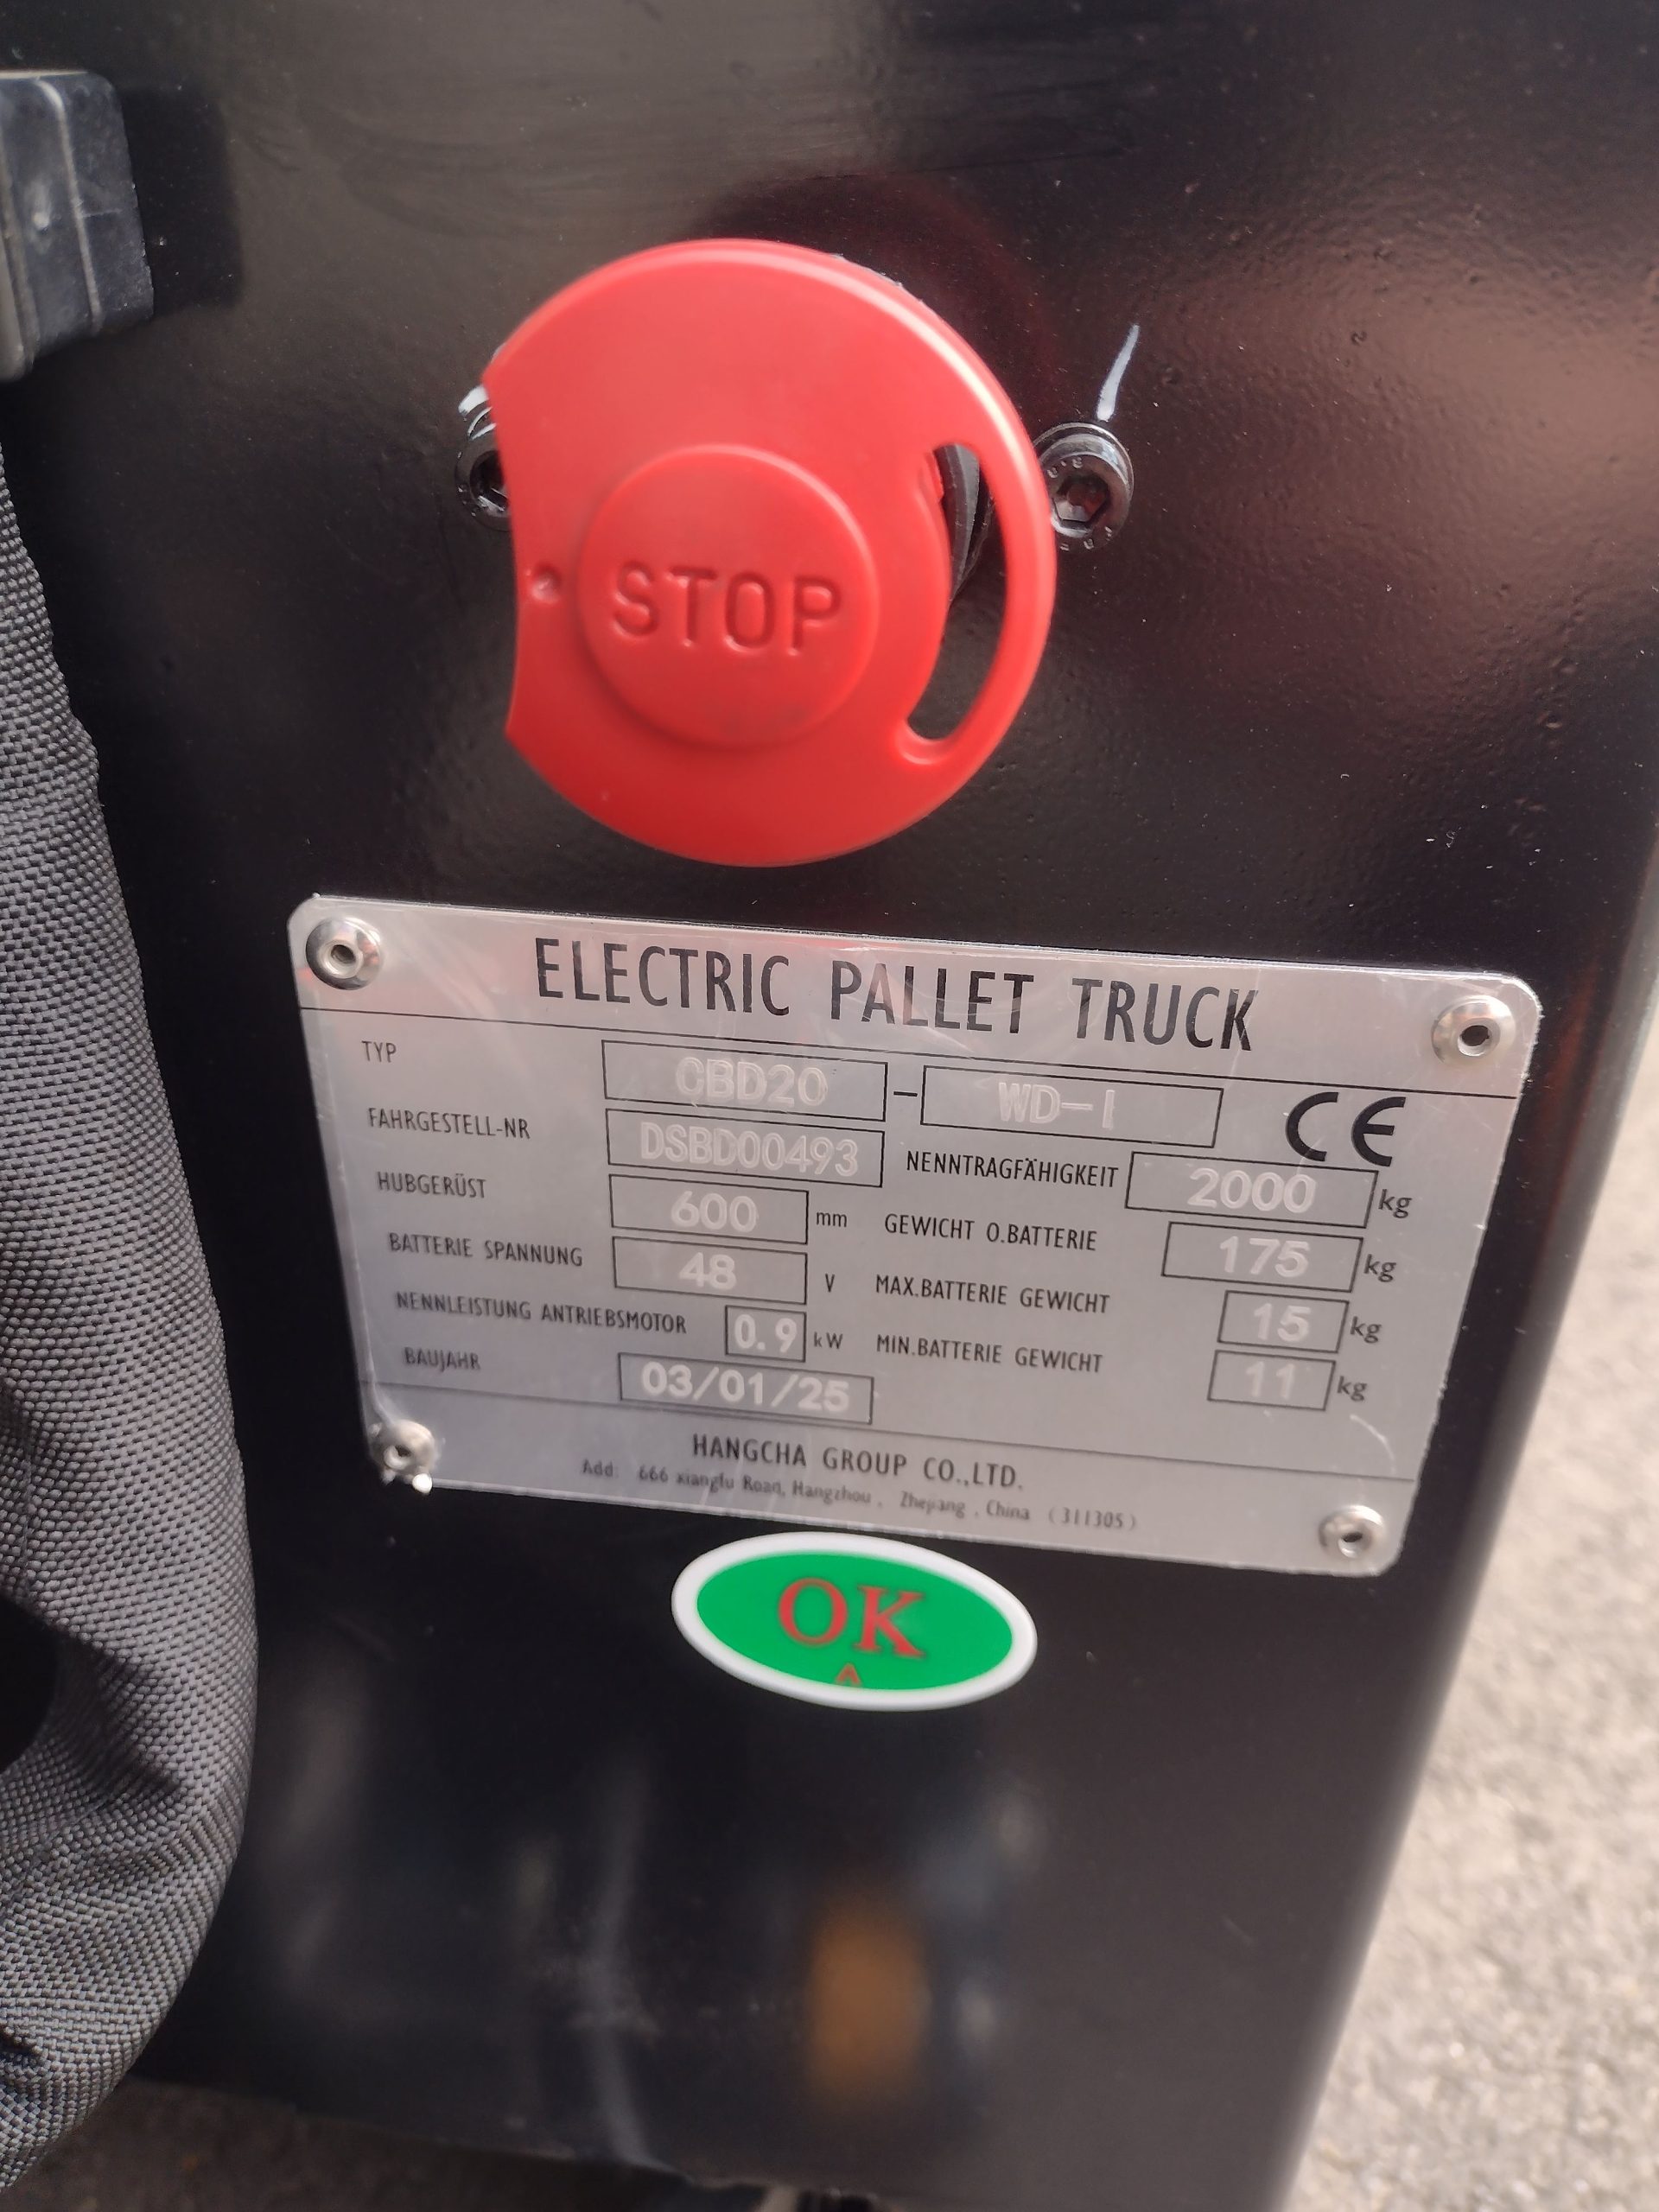 STOP
ELECTRIC PALLET TRUCK
TYP CBD20 - WD-I CE
FAHRGESTELL-NR DSBD00493 NENNTRAGFÄHIGKEIT 2000 kg
HUBGERÜST 600 mm GEWICHT O.BATTERIE 175 kg
BATTERIE SPANNUNG 48 V MAX.BATTERIE GEWICHT 15 kg
NENNLEISTUNG ANTRIEBSMOTOR 0.9 kW MIN.BATTERIE GEWICHT 11 kg
BAUJAHR 03/01/25
HANGCHA GROUP CO.,LTD.
Add: 666 xiangfu Roan, Hangzhou , Zhejiang , China (311305)
OK